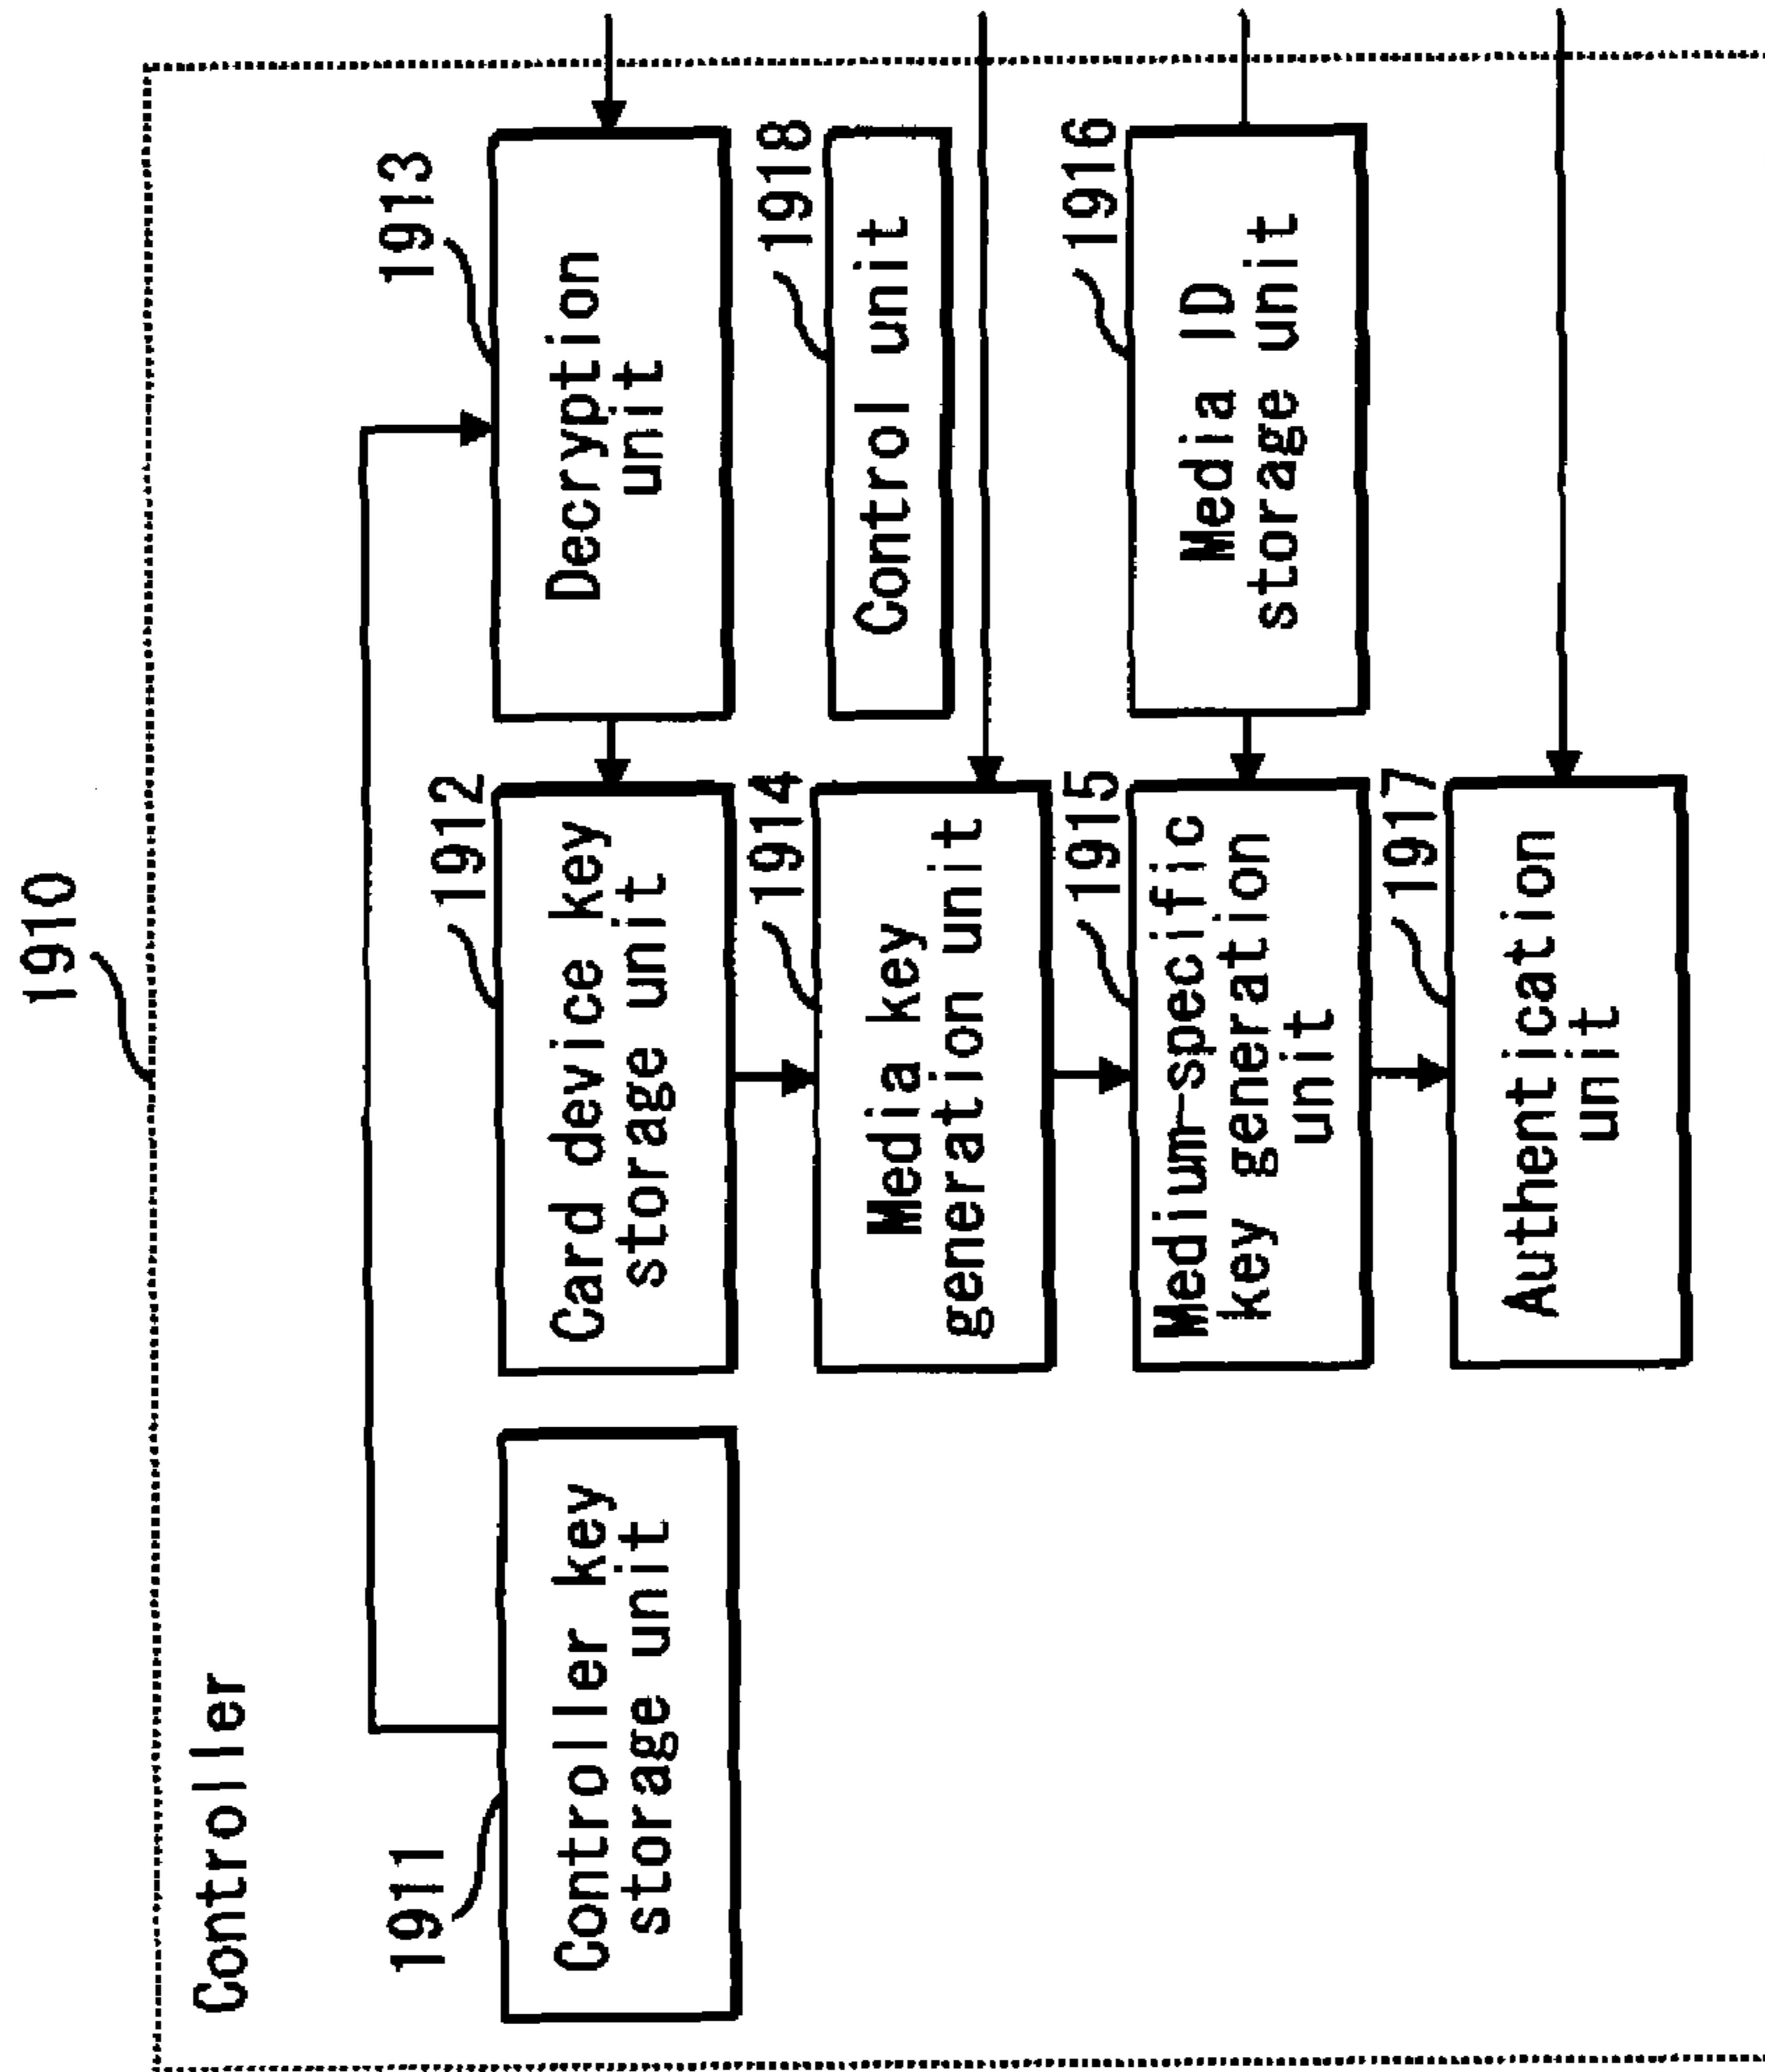 1910
Controller
1911
Controller key
storage unit
1912
Card device key
storage unit
1913
Decryption
unit
1914
Media key
generation unit
1918
Control unit
1915
Medium-specific
key generation
unit
1916
Media ID
storage unit
1917
Authentication
unit